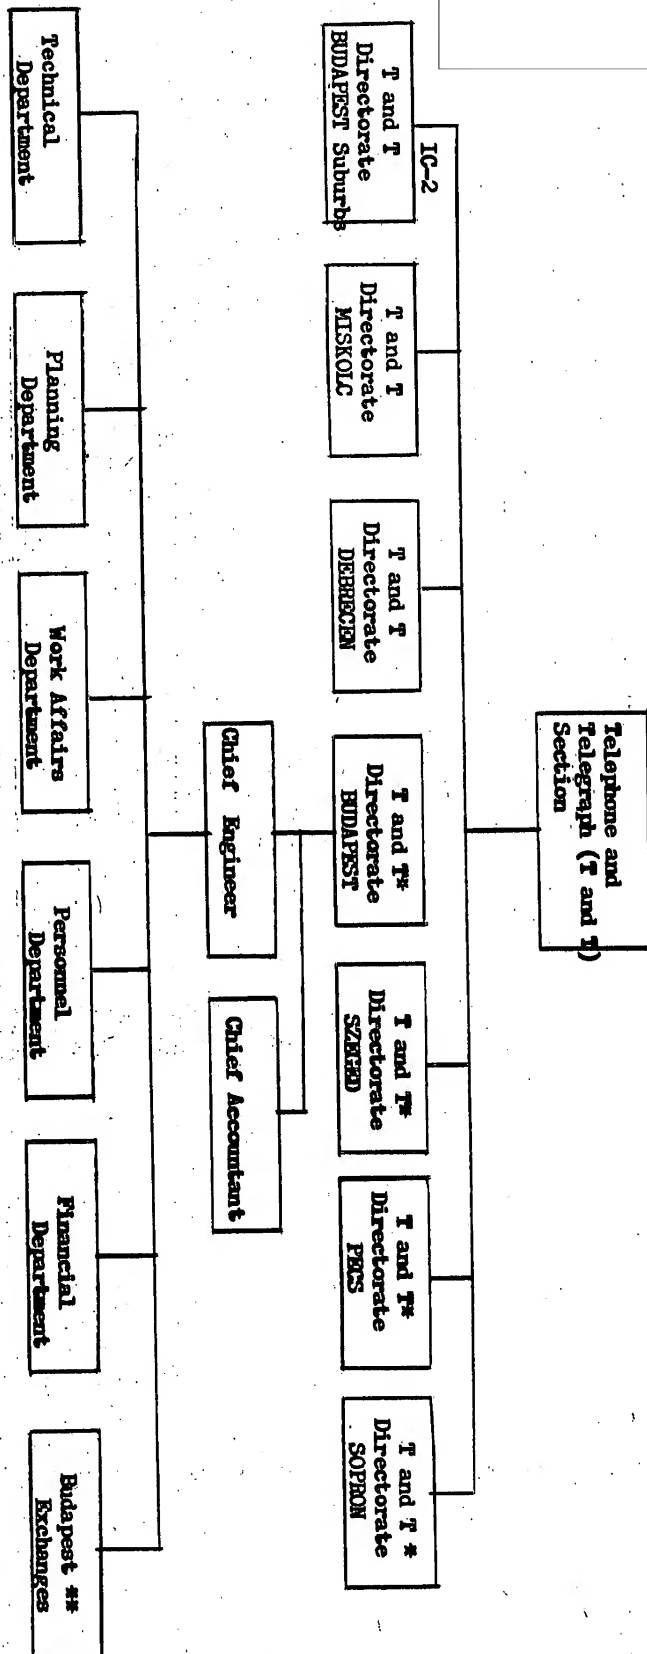 Telephone and
Telegraph (T and T)
Section
IC-2
T and T
Directorate
BUDAPEST Suburbs
T and T
Directorate
MISKOLC
T and T
Directorate
DEBRECEN
T and T*
Directorate
BUDAPEST
T and T*
Directorate
SZEGED
T and T*
Directorate
PECS
T and T *
Directorate
SOPRON
Chief Engineer
Chief Accountant
Technical
Department
Planning
Department
Work Affairs
Department
Personnel
Department
Financial
Department
Budapest **
Exchanges